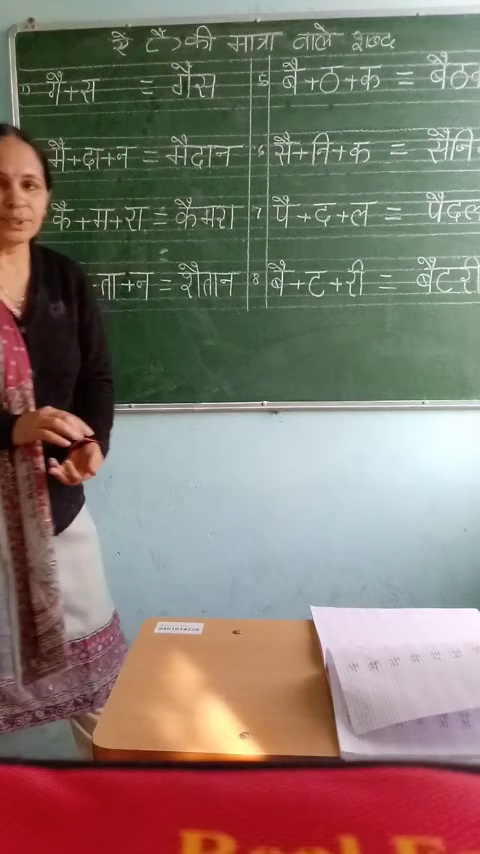 ऐ (ै) की मात्रा वाले शब्द
1) गै+स = गैस
मै+दा+न = मैदान
कै+म+रा = कैमरा
ता+न = शैतान
5 बै+ठ+क = बैठक
6 सै+नि+क = सैनि
7 पै+द+ल = पैदल
8 बै+ट+री = बैटरी